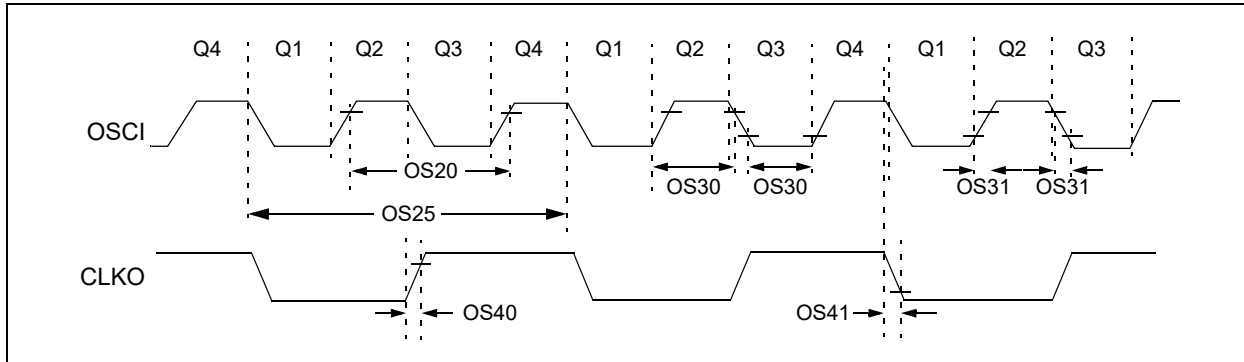 Q4 Q1 Q2 Q3 Q4 Q1 Q2 Q3 Q4 Q1 Q2 Q3
OSCI
OS20 OS30 OS30 OS31 OS31
OS25
CLKO
OS40 OS41